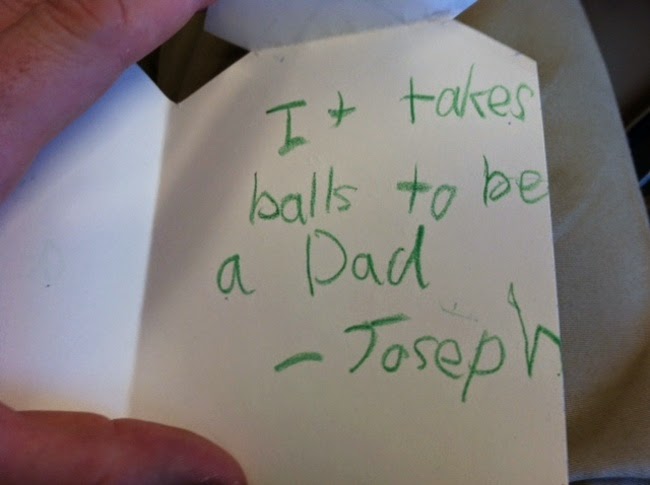 It takes
balls to be
a Dad
- Joseph